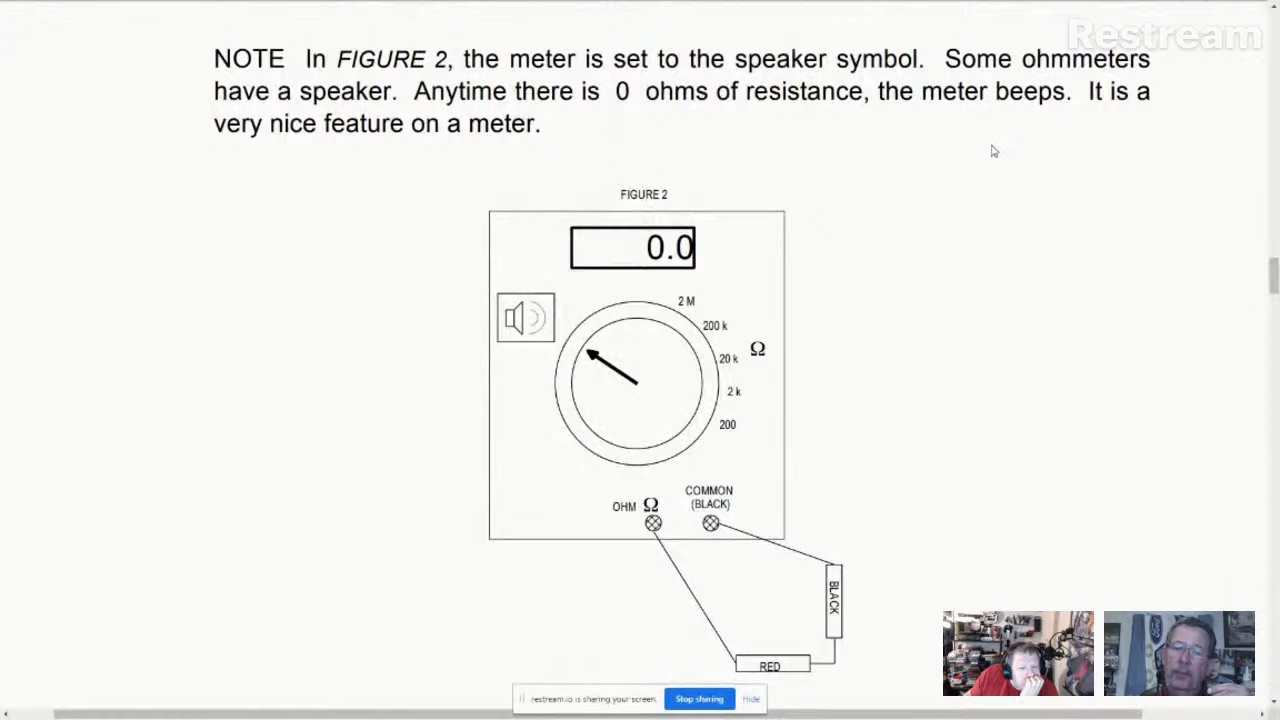 Restream
NOTE In FIGURE 2, the meter is set to the speaker symbol. Some ohmmeters
have a speaker. Anytime there is 0 ohms of resistance, the meter beeps. It is a
very nice feature on a meter.
FIGURE 2
0.0
2 M
200 k
Ω
20 k
2 k
200
OHM Ω
COMMON
(BLACK)
BLACK
RED
restream.io is sharing your screen.
Stop sharing
Hide